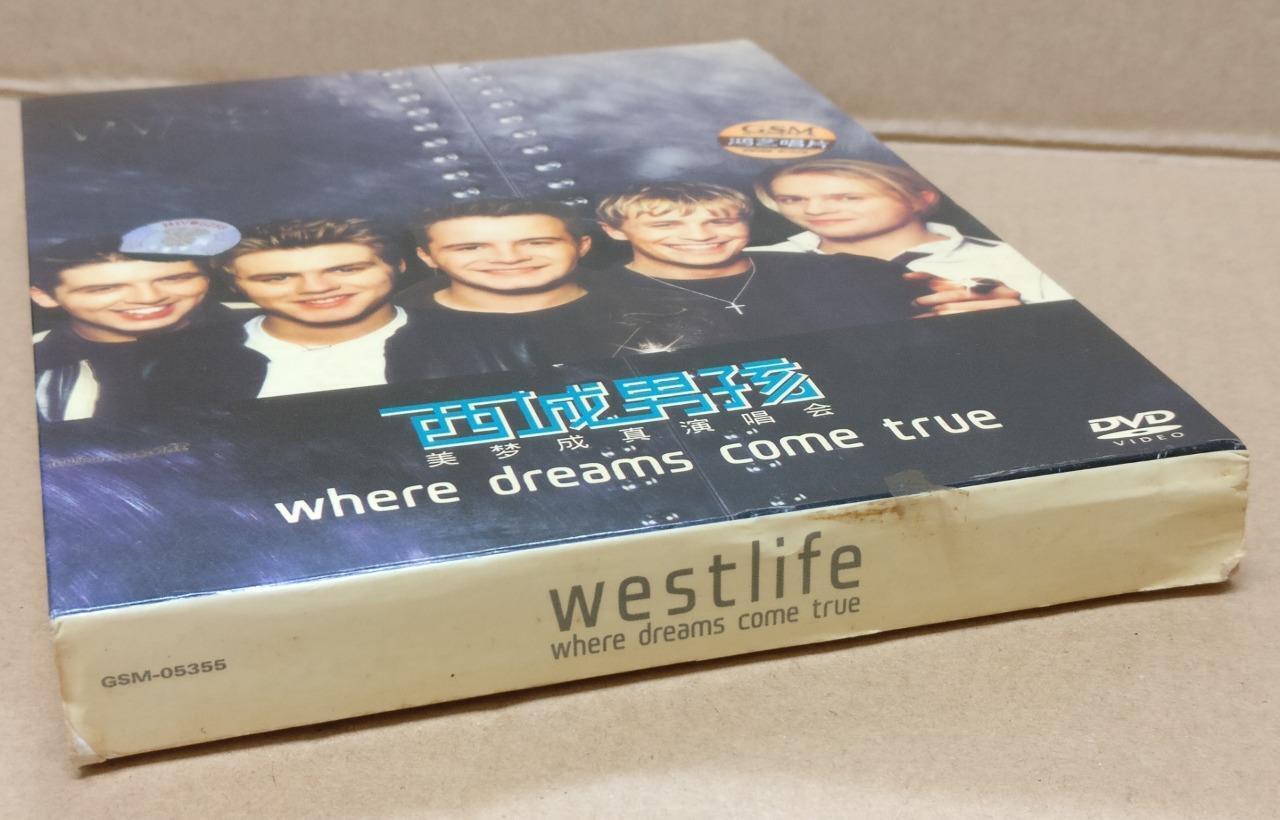 GSM
鸿艺唱片
西城男孩
美梦成真演唱会
where dreams come true
DVD
VIDEO
westlife
where dreams come true
GSM-05355